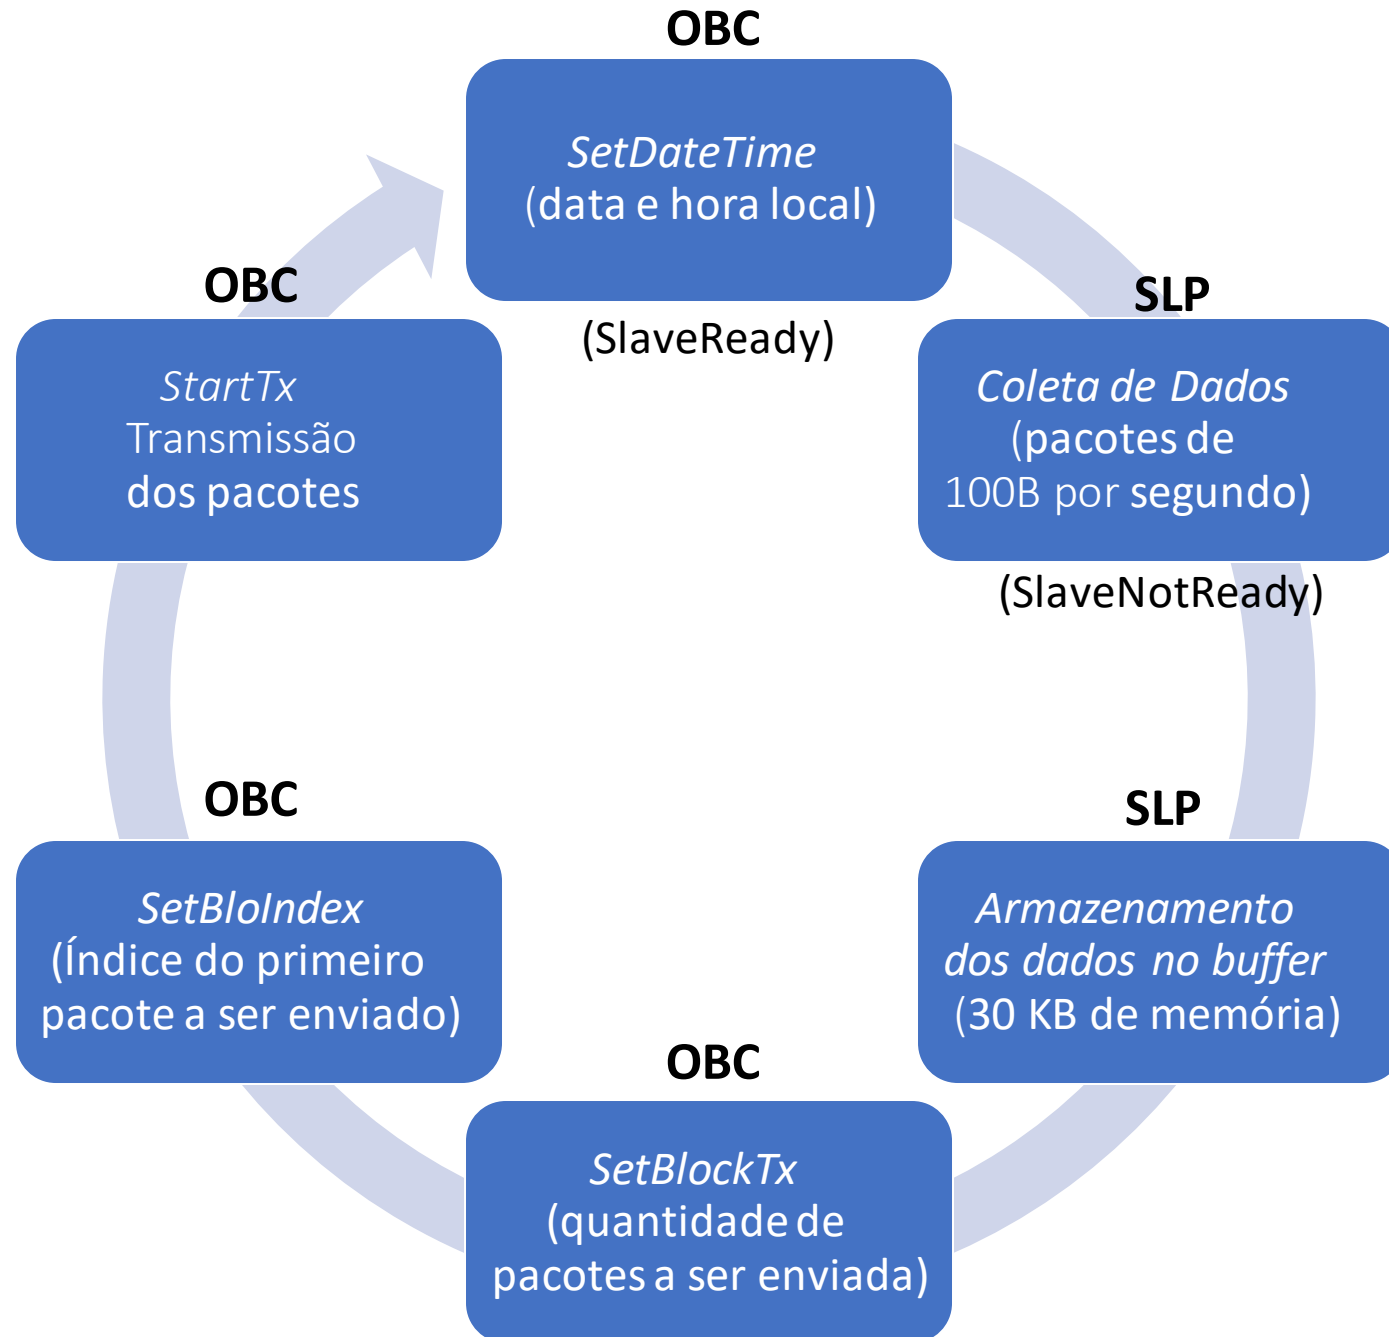 OBC
SetDateTime
(data e hora local)
(SlaveReady)
SLP
Coleta de Dados
(pacotes de
100B por segundo)
(SlaveNotReady)
SLP
Armazenamento
dos dados no buffer
(30 KB de memória)
OBC
SetBlockTx
(quantidade de
pacotes a ser enviada)
OBC
SetBloIndex
(Índice do primeiro
pacote a ser enviado)
OBC
StartTx
Transmissão
dos pacotes